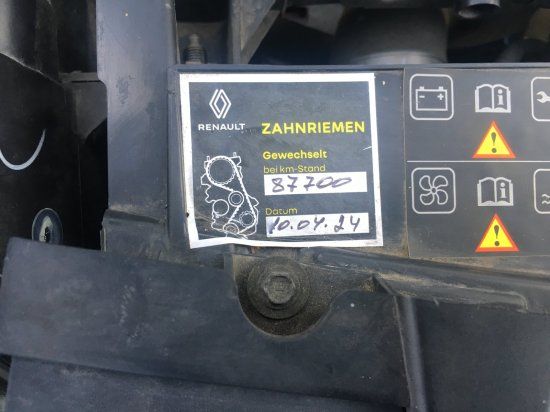 RENAULT
ZAHNRIEMEN
Gewechselt
bei km-Stand
87700
Datum
10.04.24